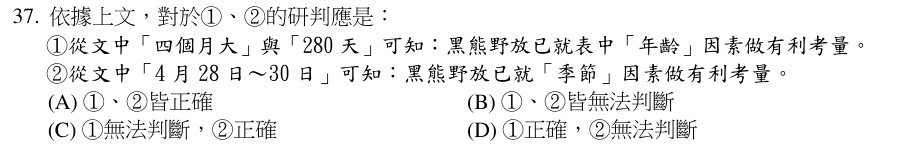 37. 依據上文，對於①、②的研判應是：
①從文中「四個月大」與「280 天」可知：黑熊野放已就表中「年齡」因素做有利考量。
②從文中「4 月 28 日～30 日」可知：黑熊野放已就「季節」因素做有利考量。
(A) ①、②皆正確 (B) ①、②皆無法判斷
(C) ①無法判斷，②正確 (D) ①正確，②無法判斷